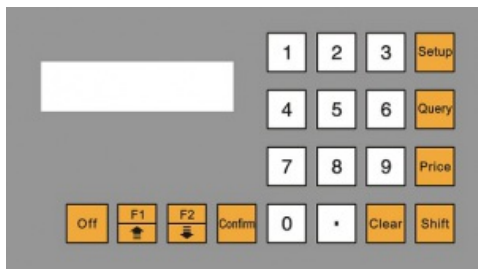 1 2 3 Setup
4 5 6 Query
7 8 9 Price
Off F1 F2 Confirm 0 . Clear Shift